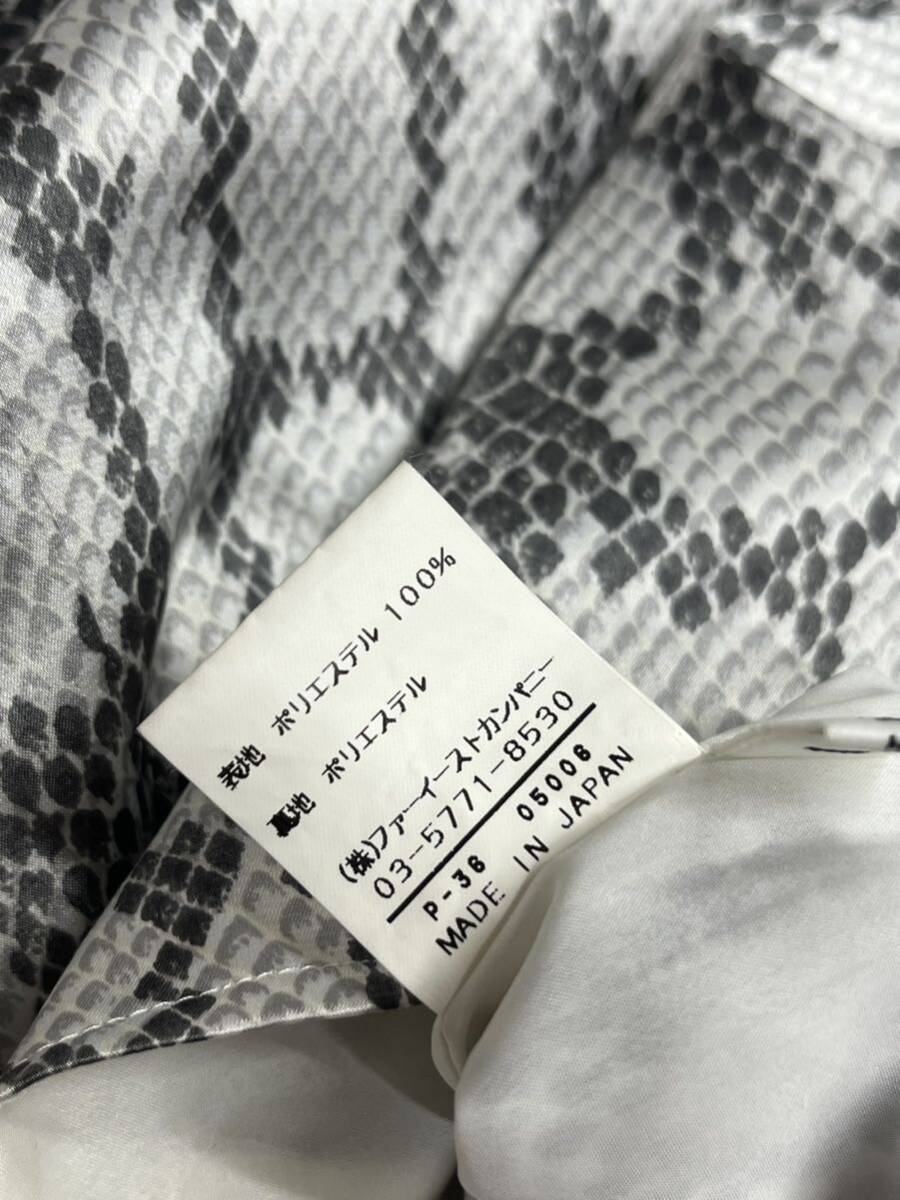 表地 ポリエステル 100%
裏地 ポリエステル
(株)ファーイーストカンパニー
03-5771-8530
P-36 05006
MADE IN JAPAN